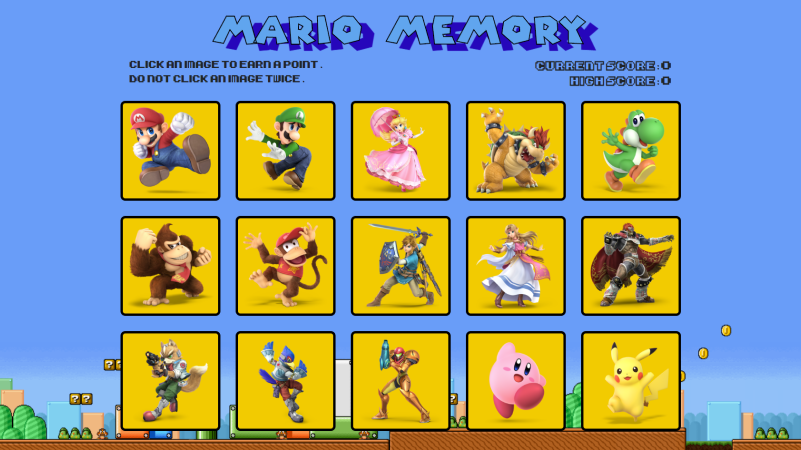 MARIO MEMORY
CLICK AN IMAGE TO EARN A POINT.
DO NOT CLICK AN IMAGE TWICE.
CURRENT SCORE: 0
HIGH SCORE: 0
? ?